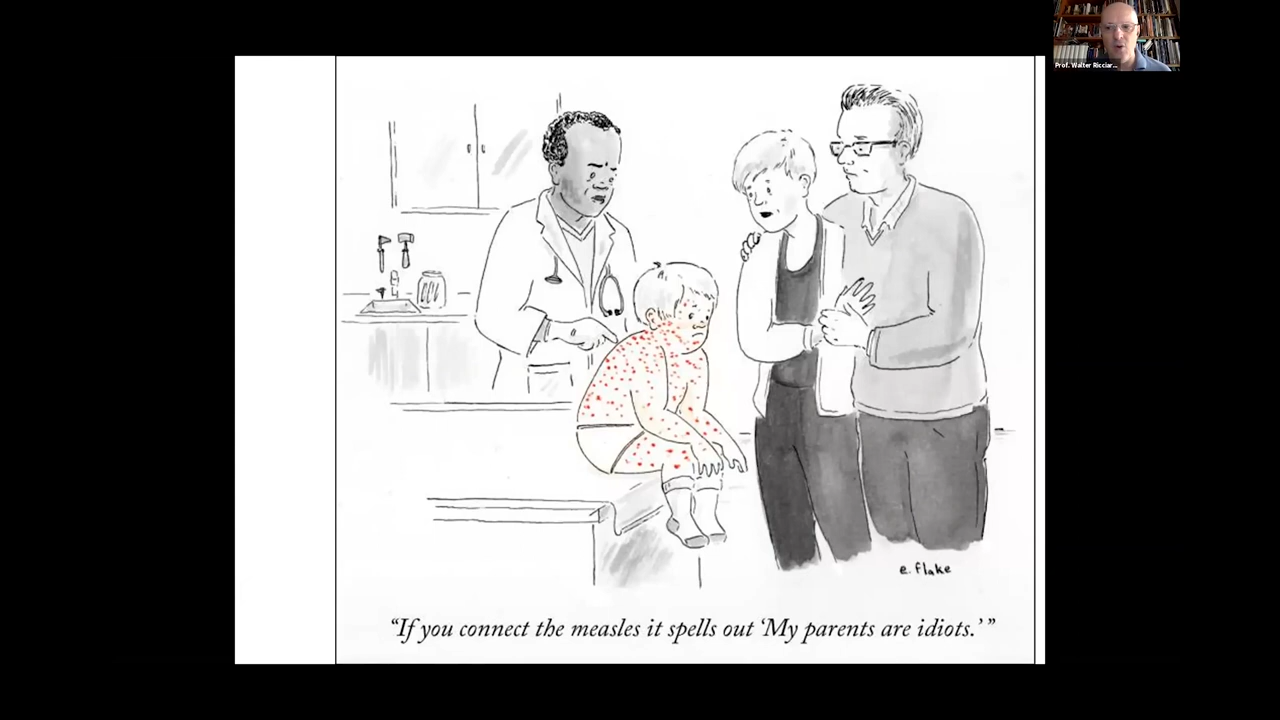 Prof. Walter Ricciar...
e. flake
“If you connect the measles it spells out ‘My parents are idiots.’”